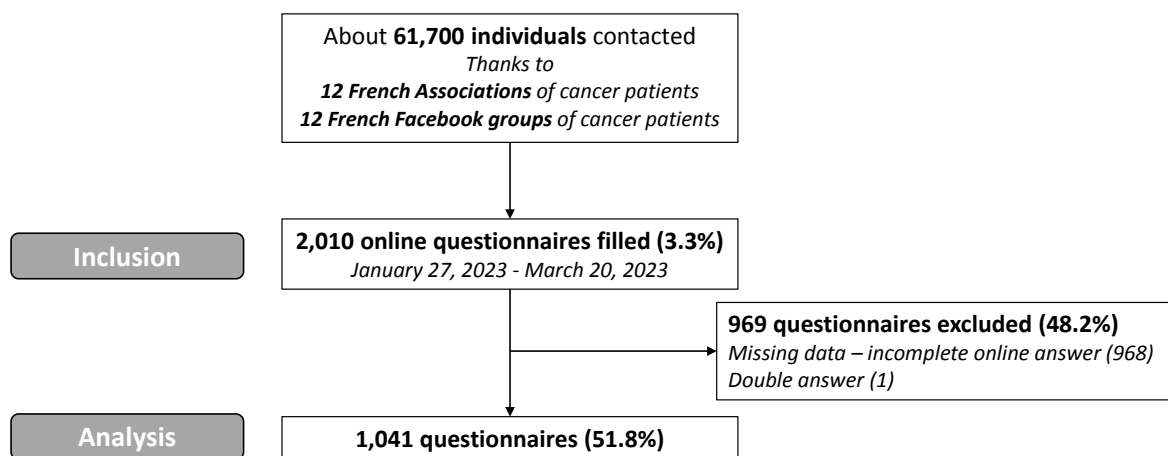 About 61,700 individuals contacted
Thanks to
12 French Associations of cancer patients
12 French Facebook groups of cancer patients
Inclusion
2,010 online questionnaires filled (3.3%)
January 27, 2023 - March 20, 2023
969 questionnaires excluded (48.2%)
Missing data – incomplete online answer (968)
Double answer (1)
Analysis
1,041 questionnaires (51.8%)